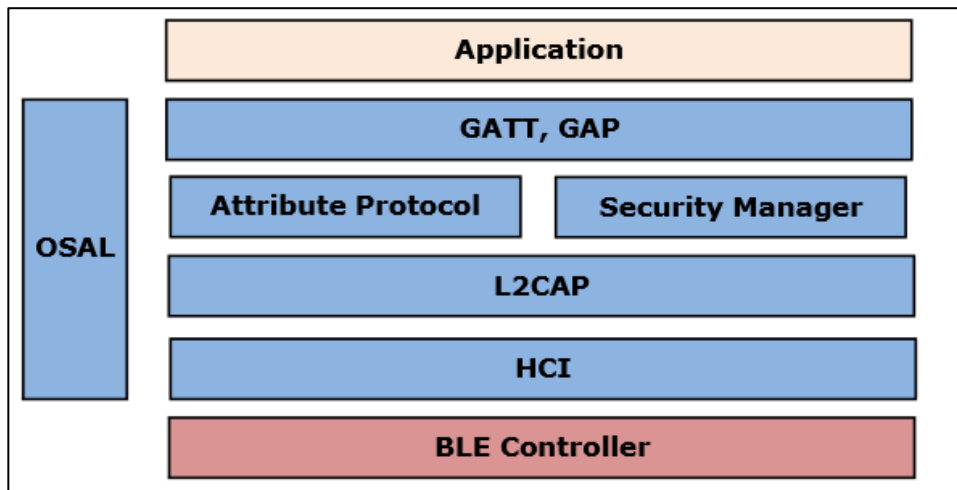 Application
GATT, GAP
Attribute Protocol
Security Manager
OSAL
L2CAP
HCI
BLE Controller